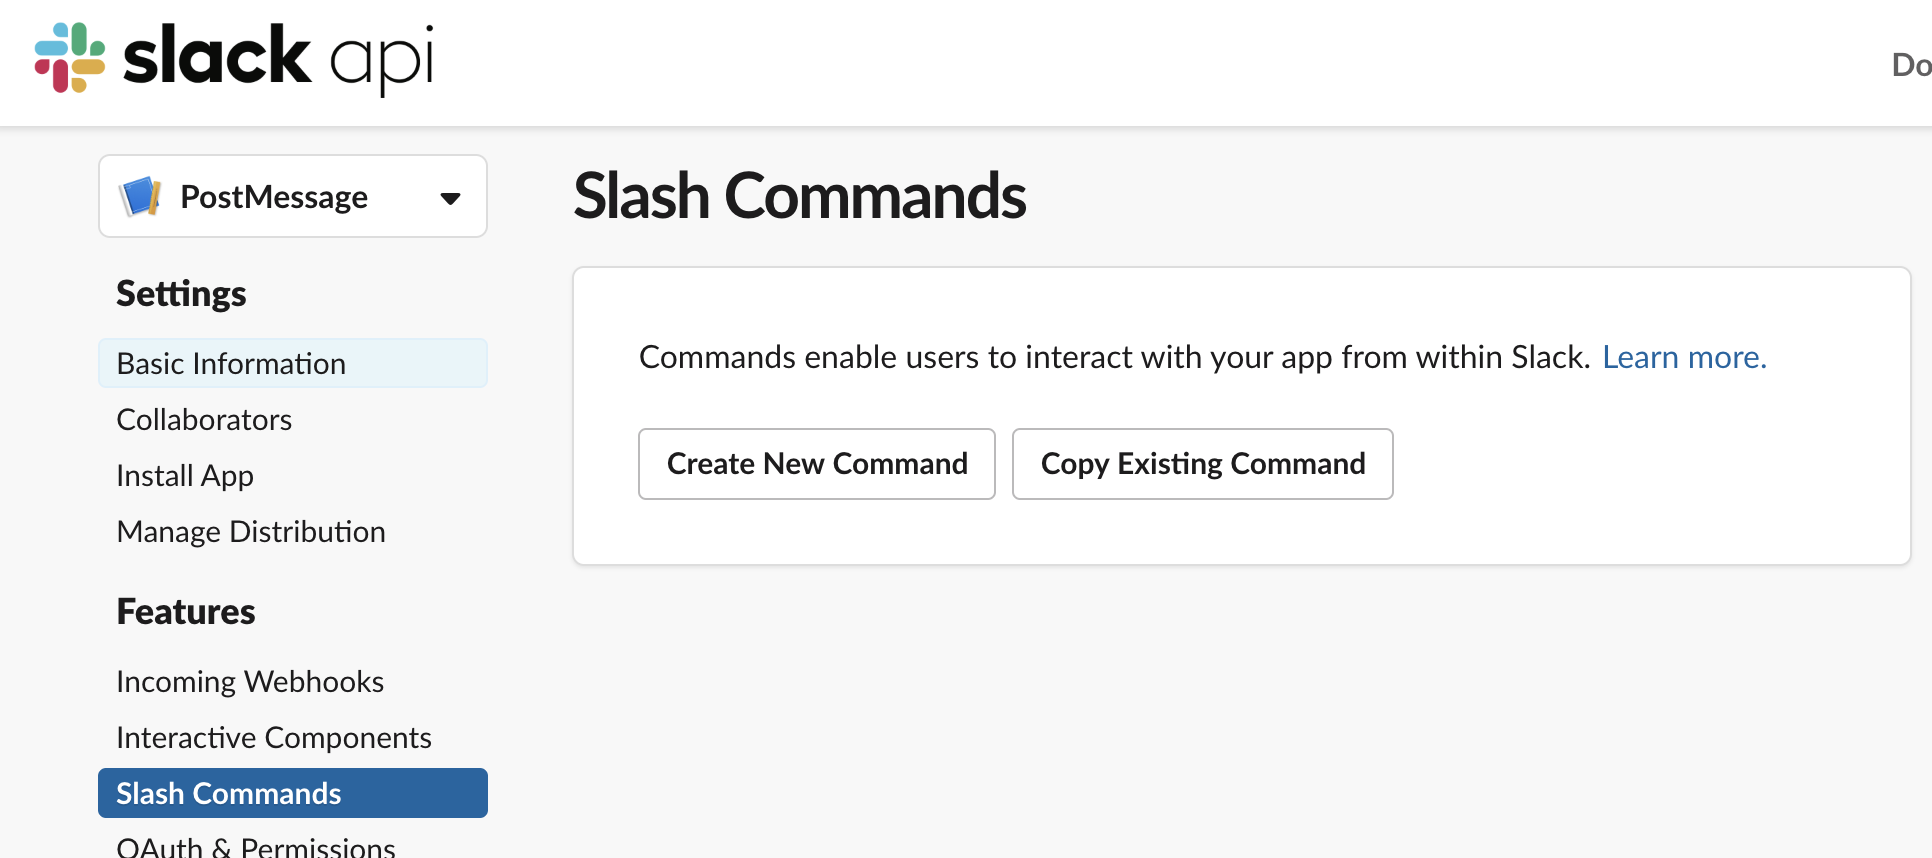 slack api
Do
PostMessage
Settings
Basic Information
Collaborators
Install App
Manage Distribution
Features
Incoming Webhooks
Interactive Components
Slash Commands
OAuth & Permissions
Slash Commands
Commands enable users to interact with your app from within Slack. Learn more.
Create New Command Copy Existing Command